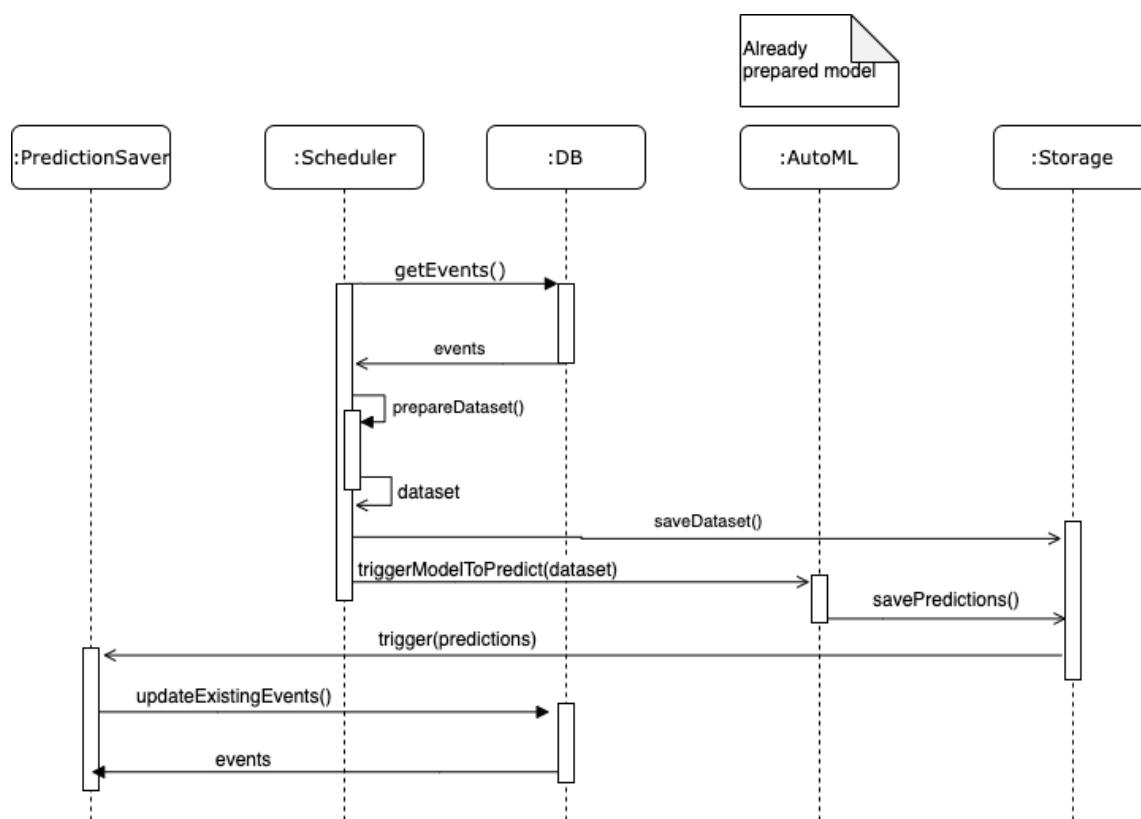 Already
prepared model
:PredictionSaver
:Scheduler
:DB
:AutoML
:Storage
getEvents()
events
prepareDataset()
dataset
saveDataset()
triggerModelToPredict(dataset)
savePredictions()
trigger(predictions)
updateExistingEvents()
events